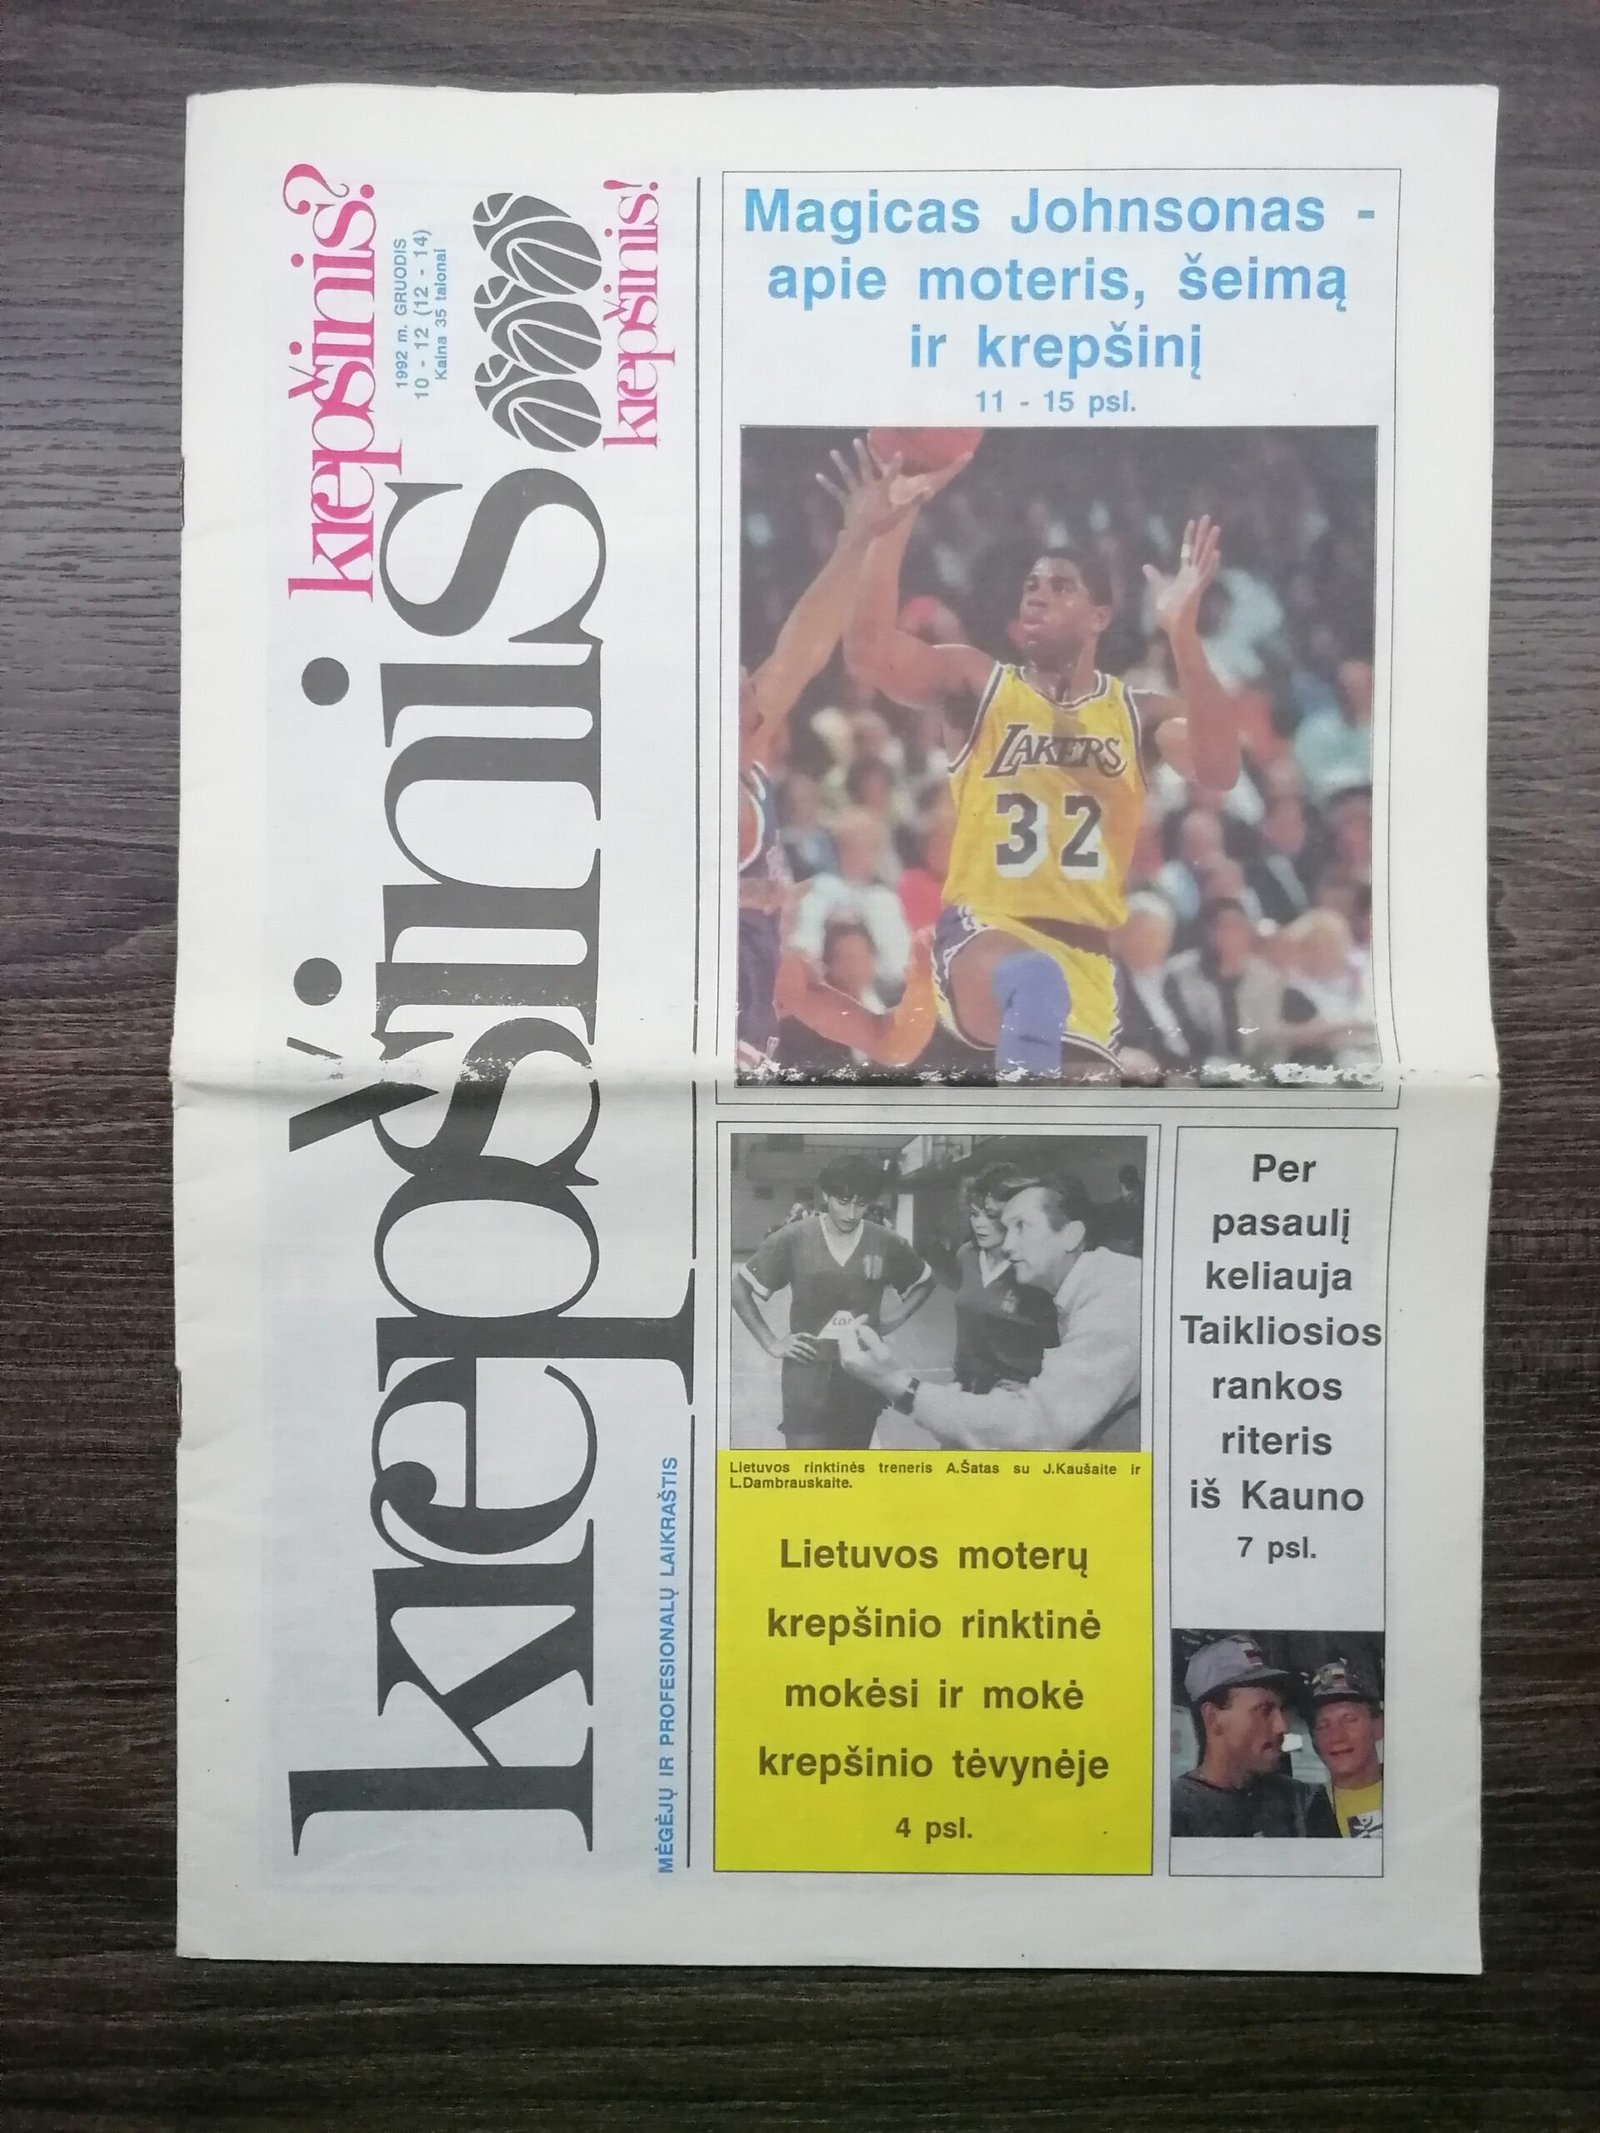 krepšinis?
1992 m. GRUODIS
10 - 12 (12 - 14)
Kaina 35 talonai
krepšinis
krepšinis!
MĖGĖJŲ IR PROFESIONALŲ LAIKRAŠTIS
Magicas Johnsonas -
apie moteris, šeimą
ir krepšinį
11 - 15 psl.
LAKERS
32
Lietuvos rinktinės treneris A.Šatas su J.Kaušaite ir
L.Dambrauskaite.
Lietuvos moterų
krepšinio rinktinė
mokėsi ir mokė
krepšinio tėvynėje
4 psl.
Per
pasaulį
keliauja
Taikliosios
rankos
riteris
iš Kauno
7 psl.